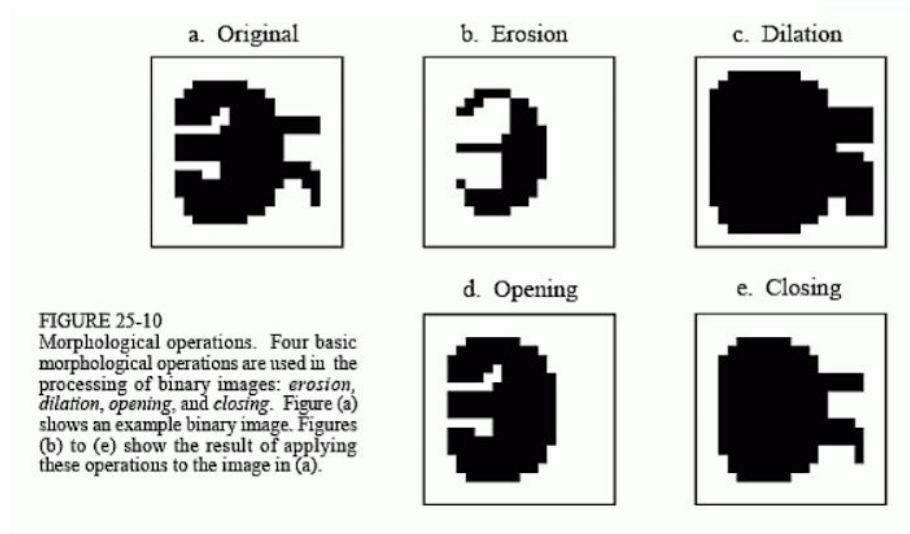 a. Original
b. Erosion
c. Dilation
d. Opening
e. Closing
FIGURE 25-10
Morphological operations. Four basic
morphological operations are used in the
processing of binary images: erosion,
dilation, opening, and closing. Figure (a)
shows an example binary image. Figures
(b) to (e) show the result of applying
these operations to the image in (a).